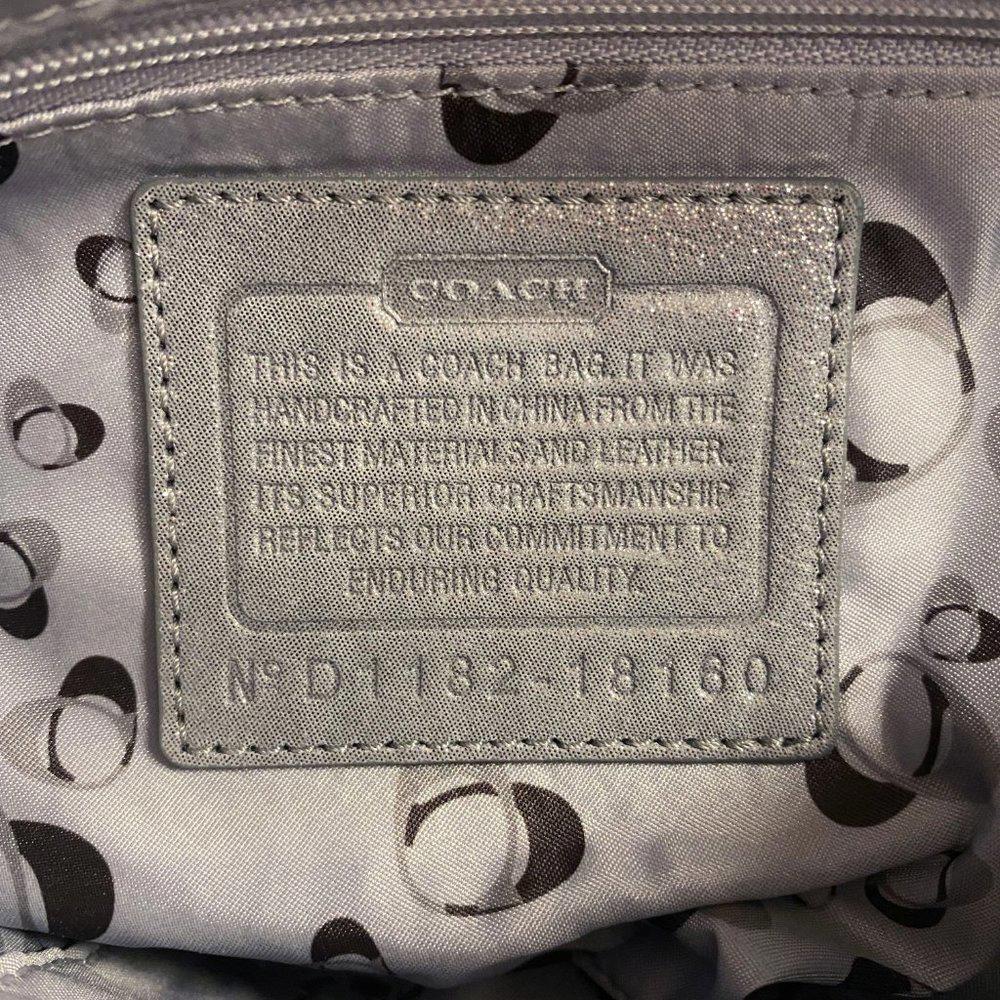 COACH
THIS IS A COACH BAG. IT WAS
HANDCRAFTED IN CHINA FROM THE
FINEST MATERIALS AND LEATHER.
ITS SUPERIOR CRAFTSMANSHIP
REFLECTS OUR COMMITMENT TO
ENDURING QUALITY.
Nº D1182-18160